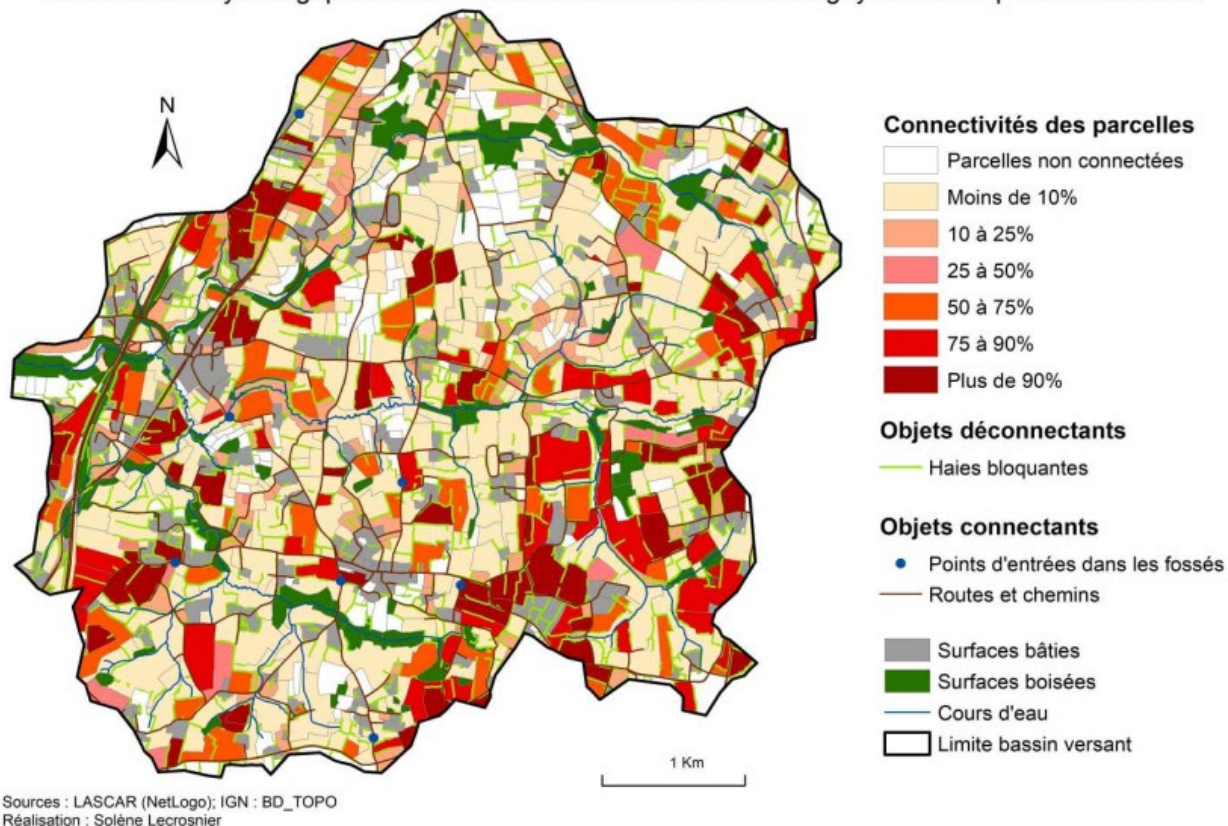 N
Connectivités des parcelles
Parcelles non connectées
Moins de 10%
10 à 25%
25 à 50%
50 à 75%
75 à 90%
Plus de 90%
Objets déconnectants
Haies bloquantes
Objets connectants
Points d'entrées dans les fossés
Routes et chemins
Surfaces bâties
Surfaces boisées
Cours d'eau
Limite bassin versant
1 Km
Sources : LASCAR (NetLogo); IGN : BD_TOPO
Réalisation : Solène Lecrosnier